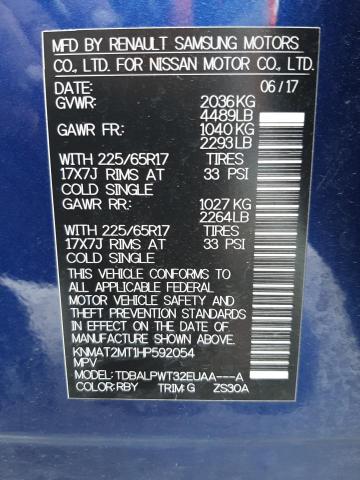 MFD BY RENAULT SAMSUNG MOTORS
CO., LTD. FOR NISSAN MOTOR CO., LTD.
DATE: 06/17
GVWR: 2036KG
4489LB
GAWR FR.: 1040 KG
2293LB
WITH 225/65R17 TIRES
17X7J RIMS AT 33 PSI
COLD SINGLE
GAWR RR.: 1027 KG
2264LB
WITH 225/65R17 TIRES
17X7J RIMS AT 33 PSI
COLD SINGLE
THIS VEHICLE CONFORMS TO
ALL APPLICABLE FEDERAL
MOTOR VEHICLE SAFETY AND
THEFT PREVENTION STANDARDS
IN EFFECT ON THE DATE OF
MANUFACTURE SHOWN ABOVE.
KNMAT2MT1HP592054
MPV
MODEL:TDBALPWT32EUAA---A
COLOR:RBY TRIM:G ZS30A